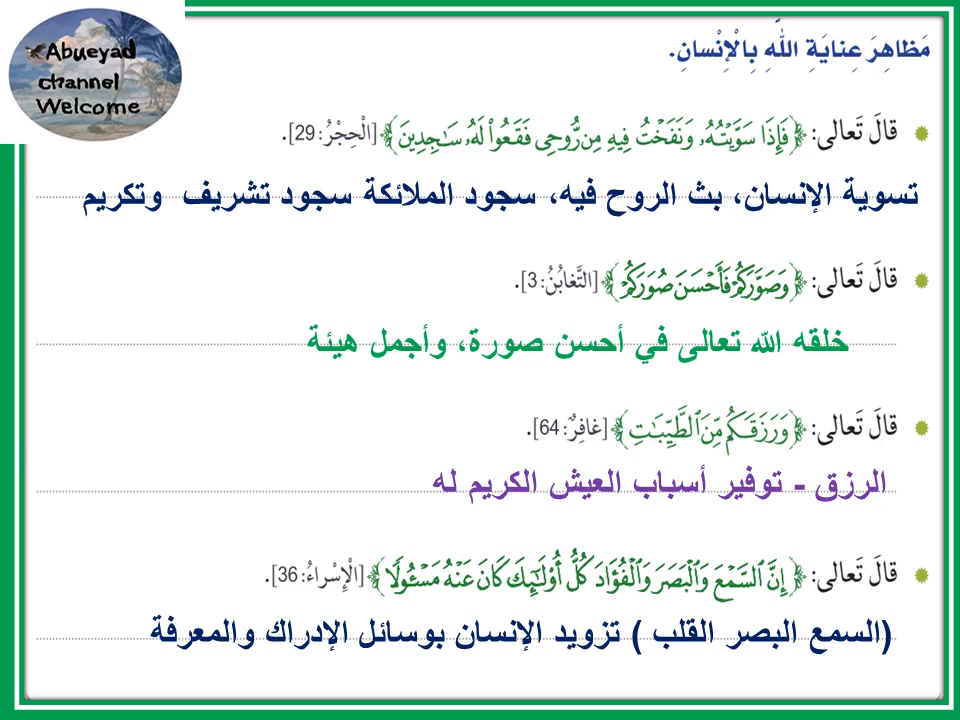 Abueyad
channel
Welcome
مَظاهِرَ عِنايَةِ اللَّهِ بِالْإِنْسانِ.
قالَ تَعالى: ﴿فَإِذَا سَوَّيْتُهُۥ وَنَفَخْتُ فِيهِ مِن رُّوحِى فَقَعُوا۟ لَهُۥ سَـٰجِدِينَ﴾ [الْحِجْرُ: 29].
تسوية الإنسان، بث الروح فيه، سجود الملائكة سجود تشريف وتكريم
قالَ تَعالى: ﴿وَصَوَّرَكُمْ فَأَحْسَنَ صُوَرَكُمْ﴾ [التَّغابُنُ: 3].
خلقه الله تعالى في أحسن صورة، وأجمل هيئة
قالَ تَعالى: ﴿وَرَزَقَكُم مِّنَ ٱلطَّيِّبَـٰتِ﴾ [غافِرٌ: 64].
الرزق - توفير أسباب العيش الكريم له
قالَ تَعالى: ﴿إِنَّ ٱلسَّمْعَ وَٱلْبَصَرَ وَٱلْفُؤَادَ كُلُّ أُو۟لَـٰٓئِكَ كَانَ عَنْهُ مَسْـُٔولًا﴾ [الْإِسْراءُ: 36].
(السمع البصر القلب ) تزويد الإنسان بوسائل الإدراك والمعرفة